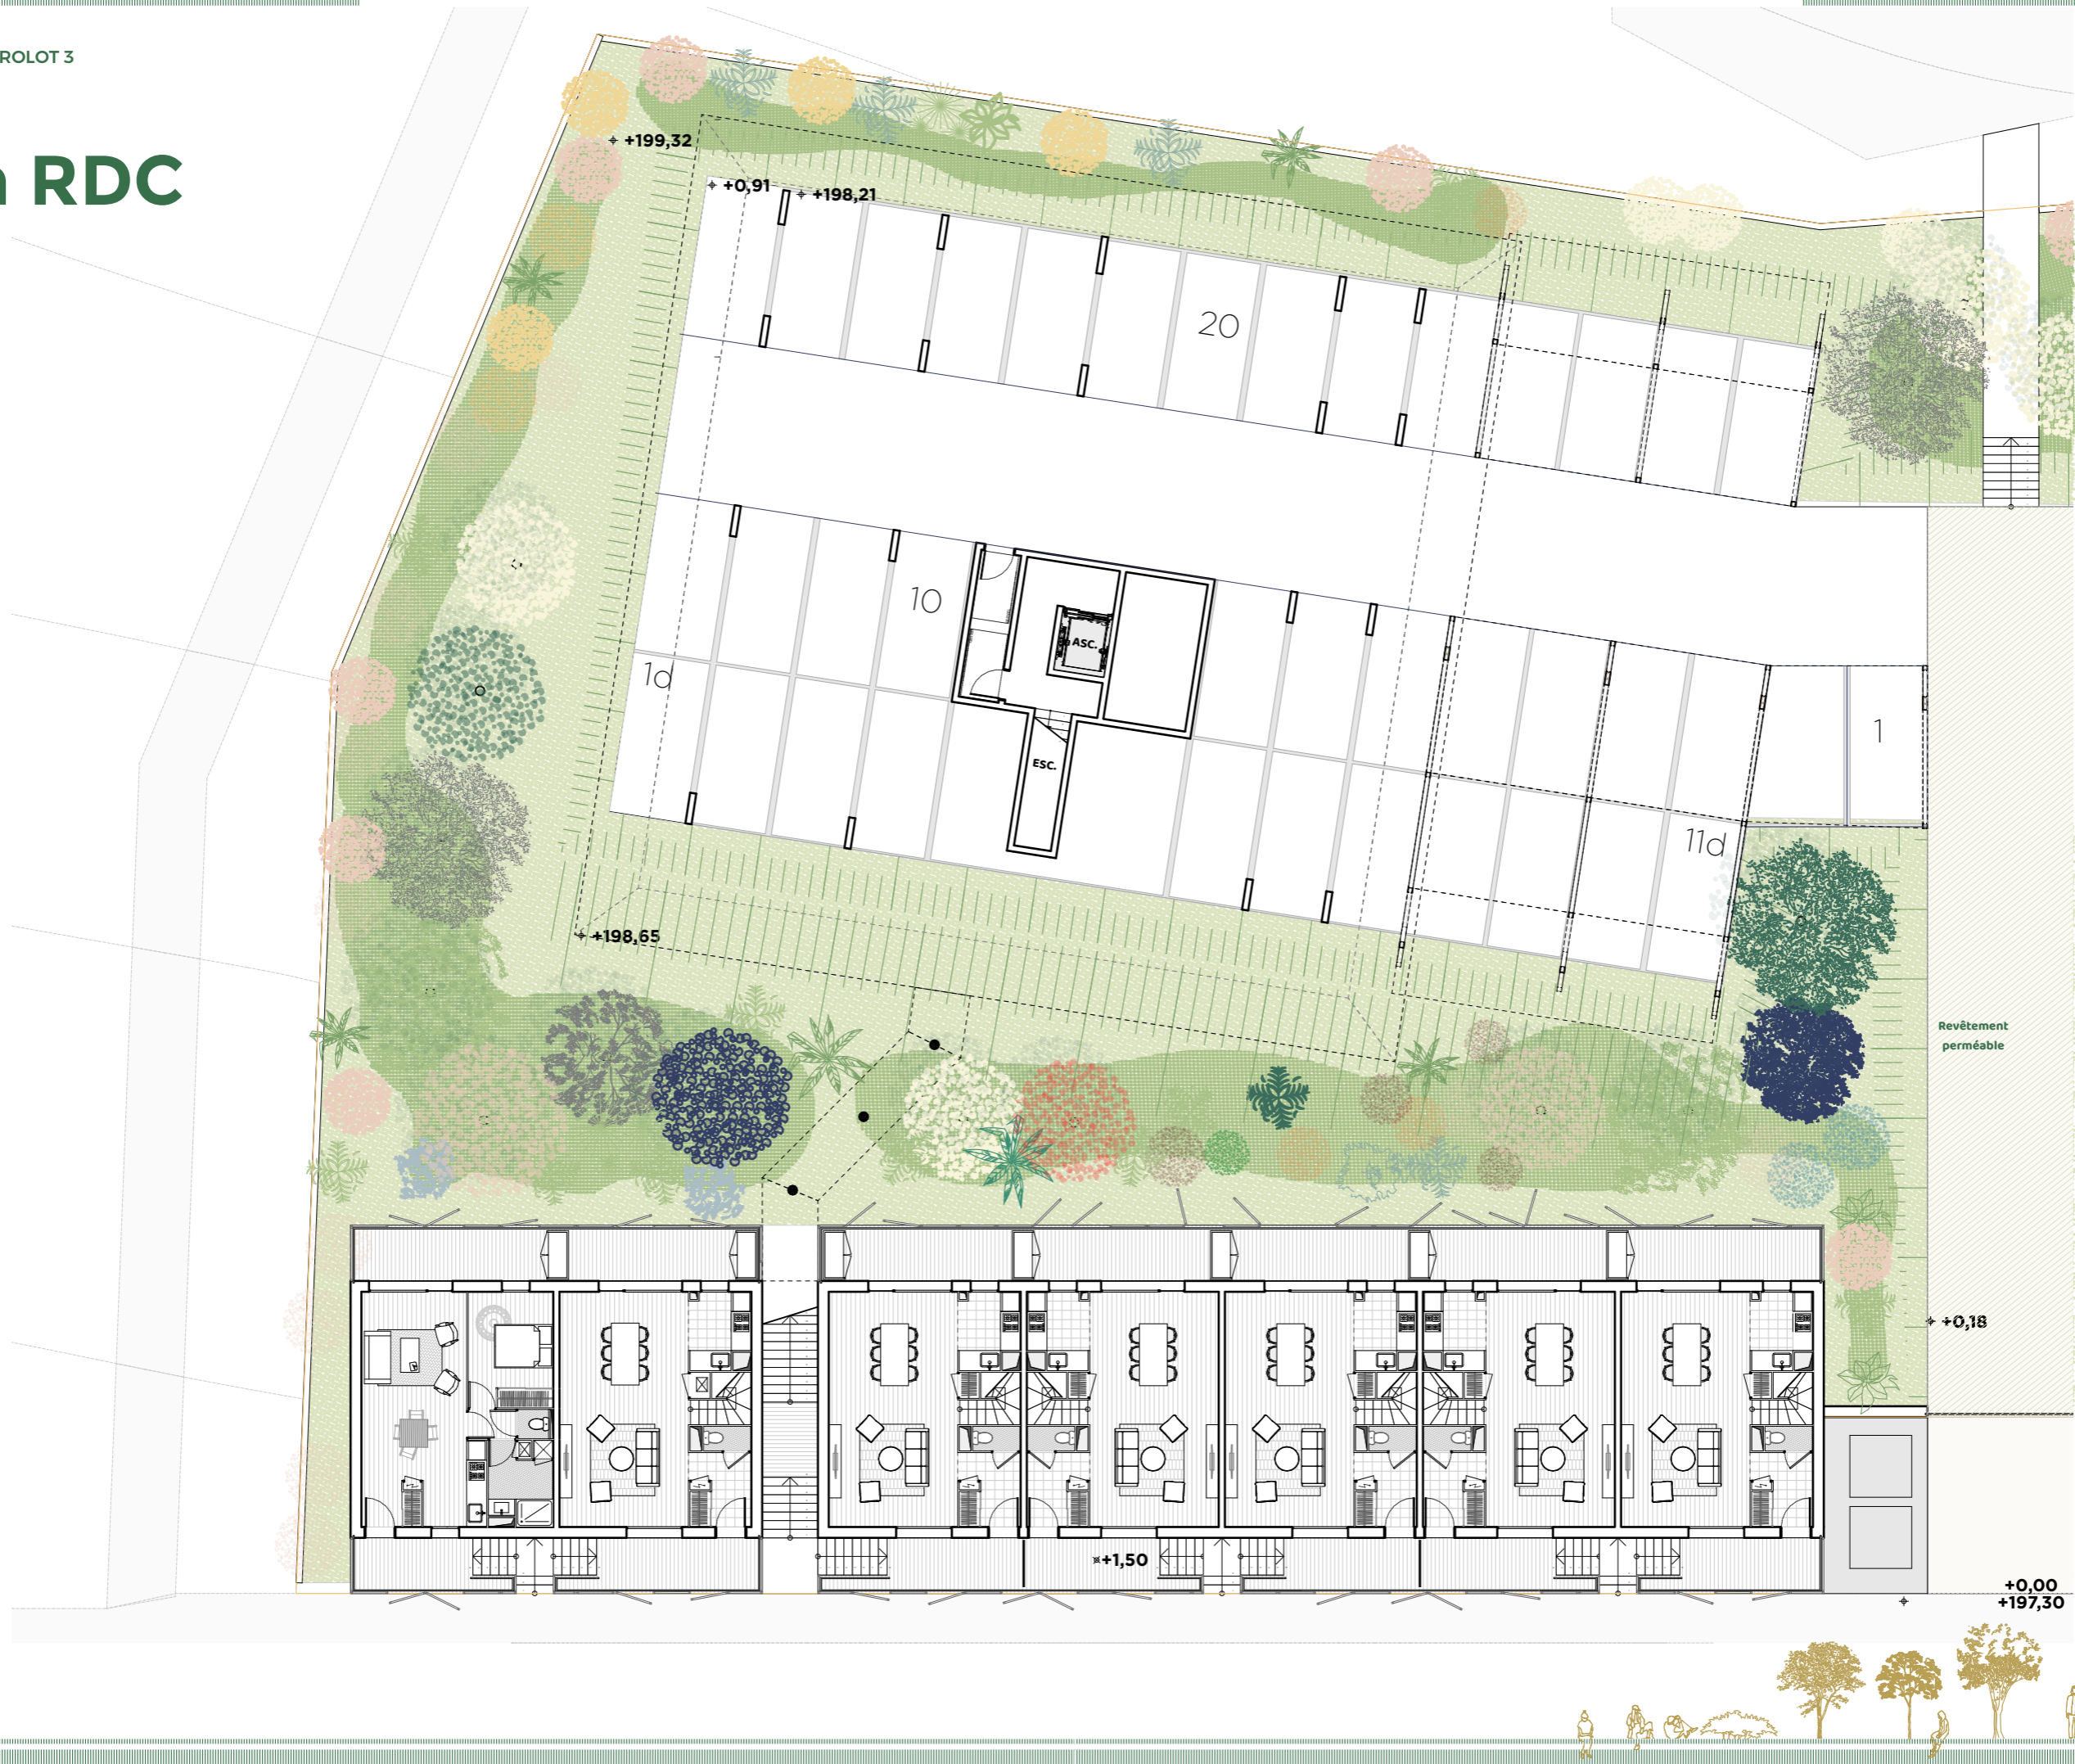 ROLOT 3
RDC
+199,32
+0,91
+198,21
20
10
1d
ASC.
1
ESC.
11d
+198,65
Revêtement
perméable
+0,18
+1,50
+0,00
+197,30